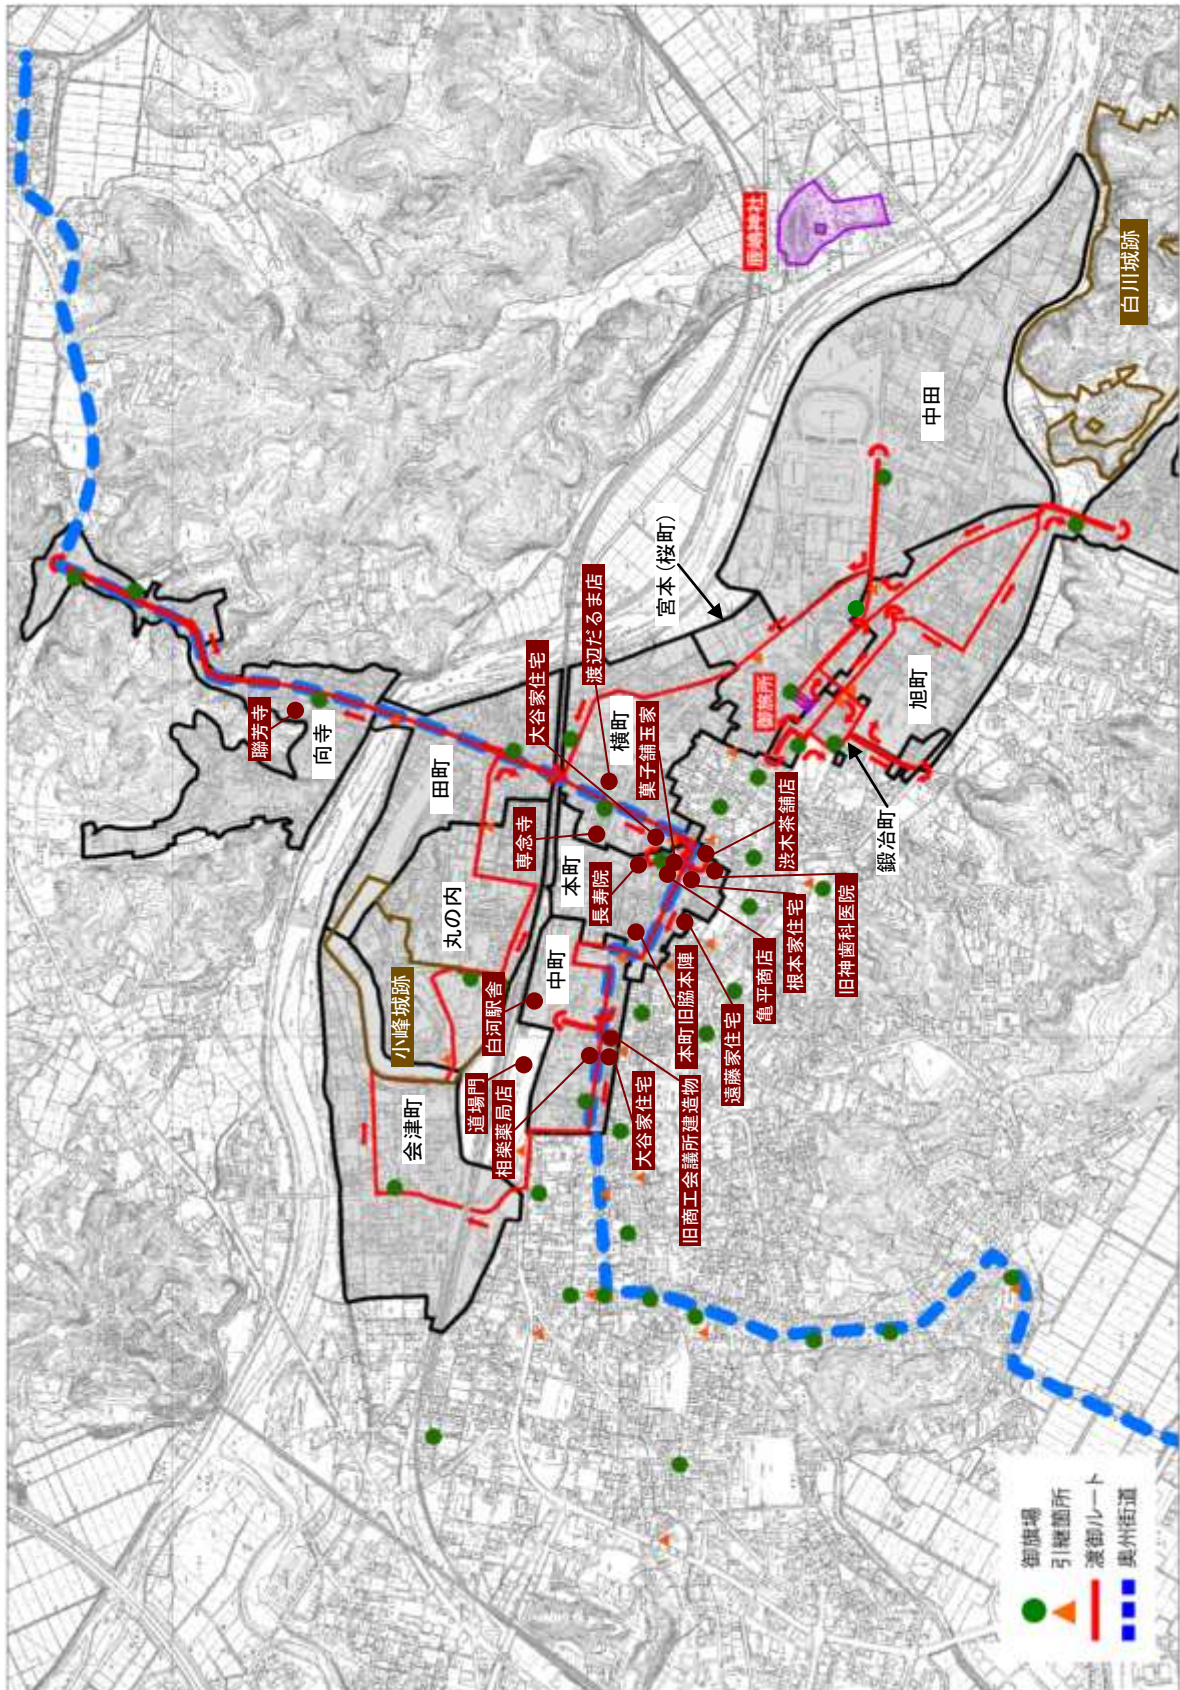 聯芳寺
向寺
田町
大谷家住宅
渡辺だるま店
宮本(桜町)
鹿嶋神社
白川城跡
中田
旭町
御旅所
鍛冶町
横町
菓子舗玉家
専念寺
本町
長寿院
渋木茶舗店
旧神歯科医院
根本家住宅
亀平商店
遠藤家住宅
本町旧脇本陣
丸の内
小峰城跡
白河駅舎
中町
道場門
相楽薬局店
会津町
大谷家住宅
旧商工会議所建造物
御旗場
引継箇所
渡御ルート
奥州街道